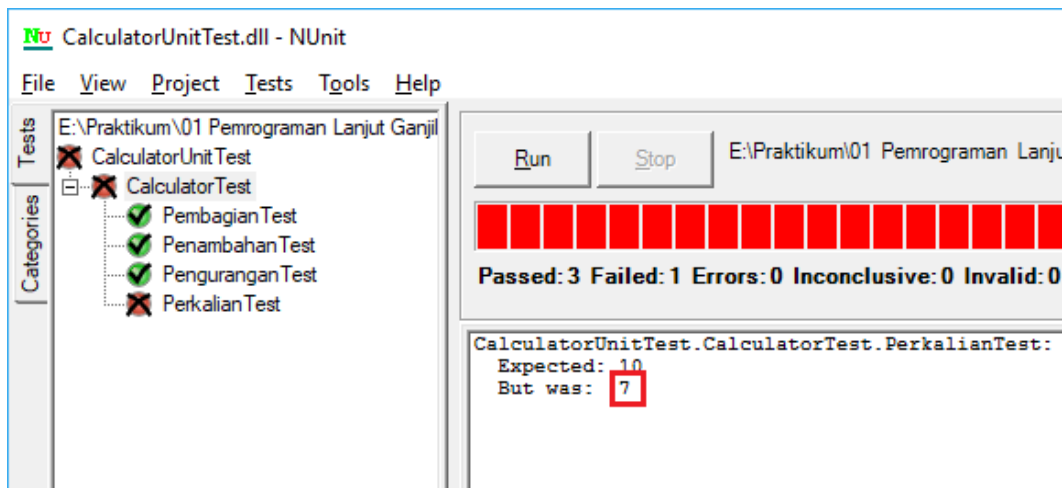 NU CalculatorUnitTest.dll - NUnit
File View Project Tests Tools Help
Tests
Categories
E:\Praktikum\01 Pemrograman Lanjut Ganjil
CalculatorUnitTest
CalculatorTest
PembagianTest
PenambahanTest
PenguranganTest
PerkalianTest
Run
Stop
E:\Praktikum\01 Pemrograman Lanju
Passed: 3 Failed: 1 Errors: 0 Inconclusive: 0 Invalid: 0
CalculatorUnitTest.CalculatorTest.PerkalianTest:
Expected: 10
But was: 7